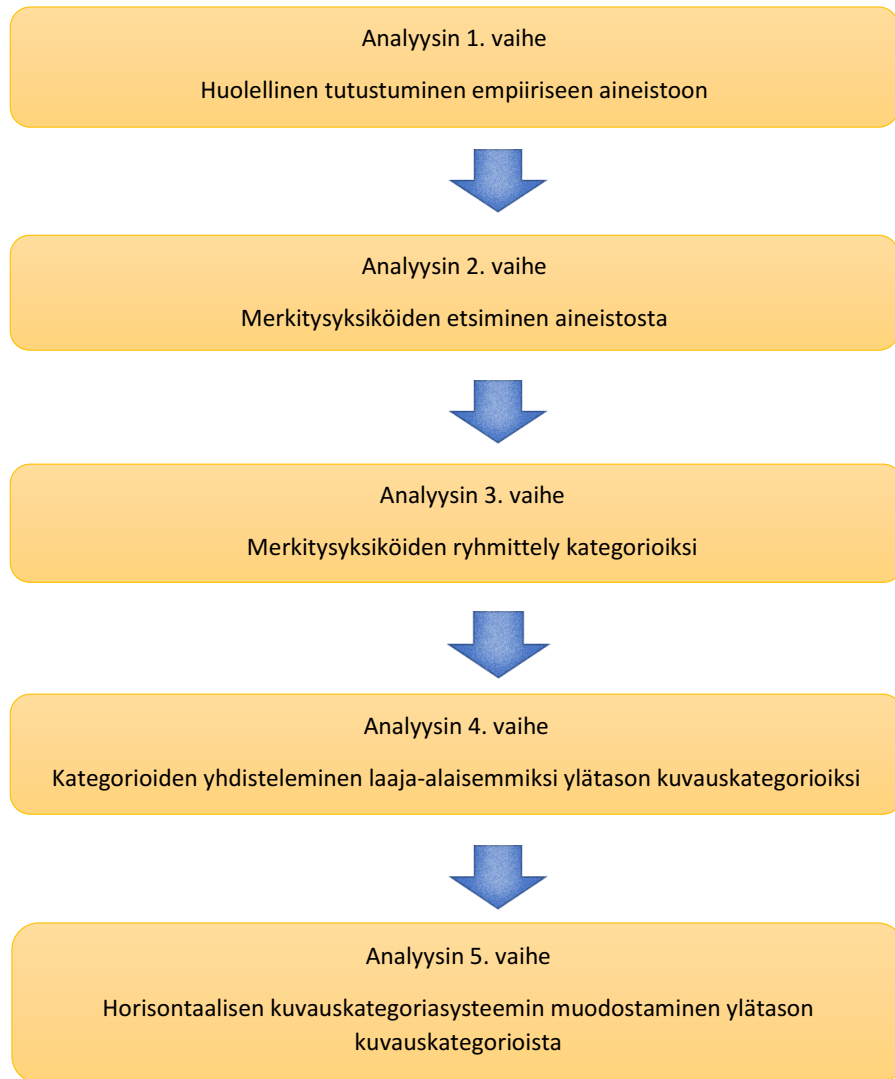 Analyysin 1. vaihe
Huolellinen tutustuminen empiiriseen aineistoon
Analyysin 2. vaihe
Merkitysyksiköiden etsiminen aineistosta
Analyysin 3. vaihe
Merkitysyksiköiden ryhmittely kategorioiksi
Analyysin 4. vaihe
Kategorioiden yhdisteleminen laaja-alaisemmiksi ylätason kuvauskategorioiksi
Analyysin 5. vaihe
Horisontaalisen kuvauskategoriasysteemin muodostaminen ylätason
kuvauskategorioista